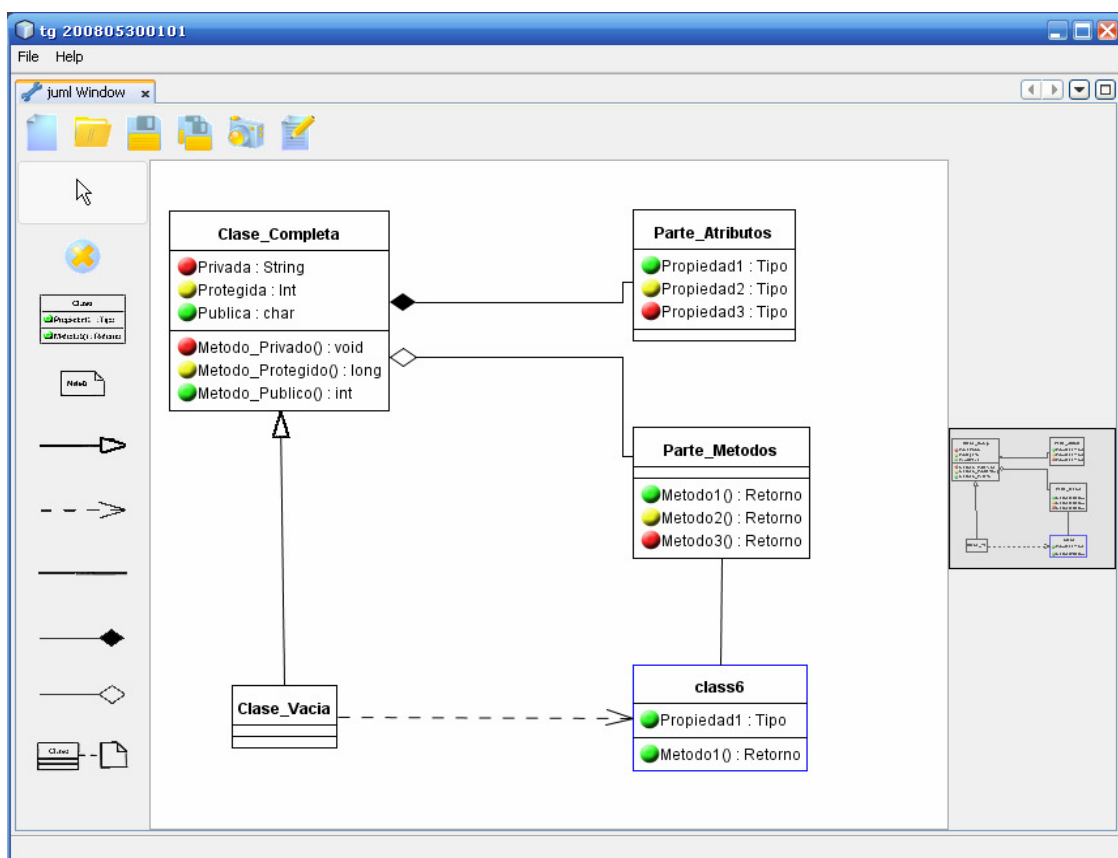 tg 200805300101
File Help
juml Window
Clase_Completa
Privada : String
Protegida : Int
Publica : char
Metodo_Privado() : void
Metodo_Protegido() : long
Metodo_Publico() : int
Parte_Atributos
Propiedad1 : Tipo
Propiedad2 : Tipo
Propiedad3 : Tipo
Parte_Metodos
Metodo1() : Retorno
Metodo2() : Retorno
Metodo3() : Retorno
Clase_Vacia
class6
Propiedad1 : Tipo
Metodo1() : Retorno